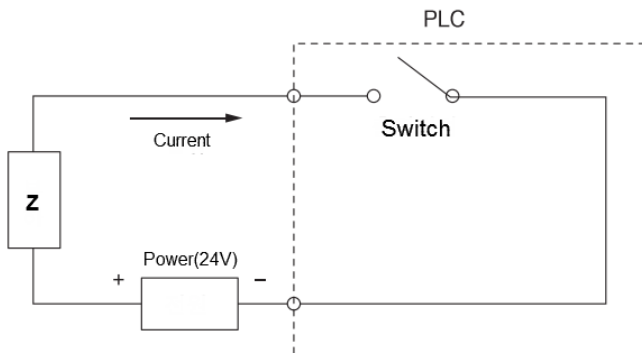 PLC
Switch
Current
Z
Power(24V)
+
−